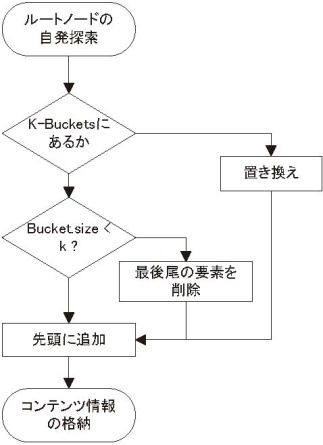 ルートノードの
自発探索
K-Bucketsに
あるか
置き換え
Bucket.size <
k ?
最後尾の要素を
削除
先頭に追加
コンテンツ情報
の格納